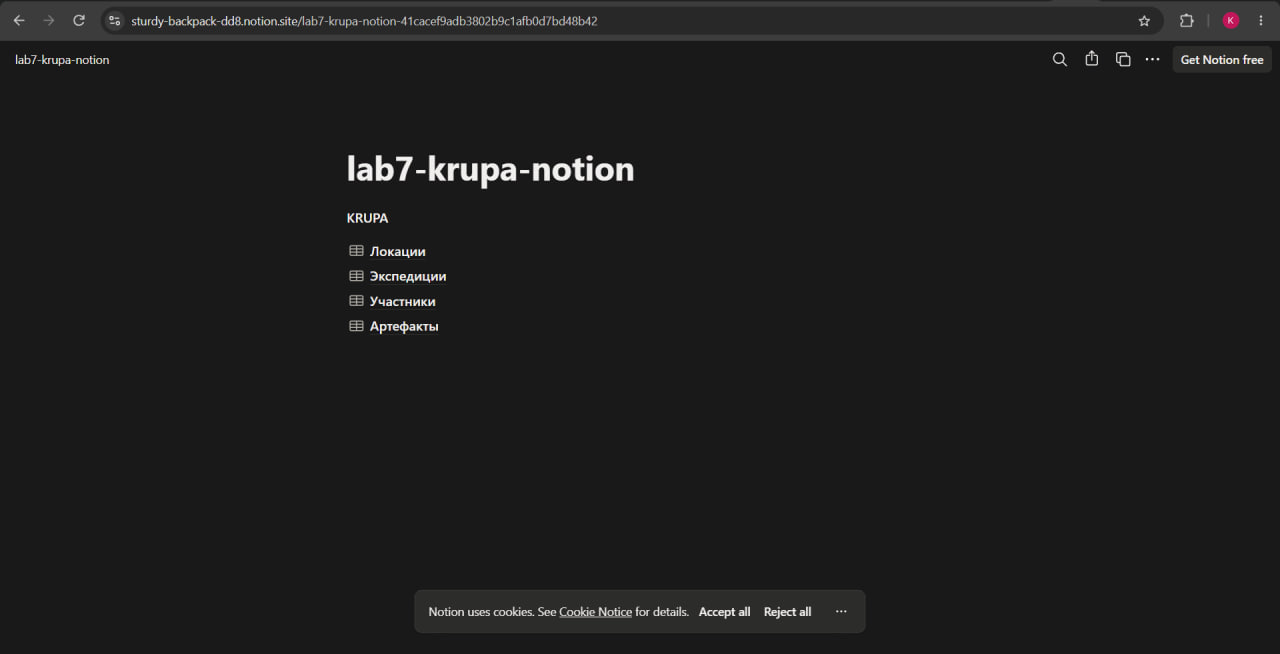 sturdy-backpack-dd8.notion.site/lab7-krupa-notion-41cacef9adb3802b9c1afb0d7bd48b42
K
lab7-krupa-notion
Get Notion free
lab7-krupa-notion
KRUPA
Локации
Экспедиции
Участники
Артефакты
Notion uses cookies. See Cookie Notice for details. Accept all Reject all